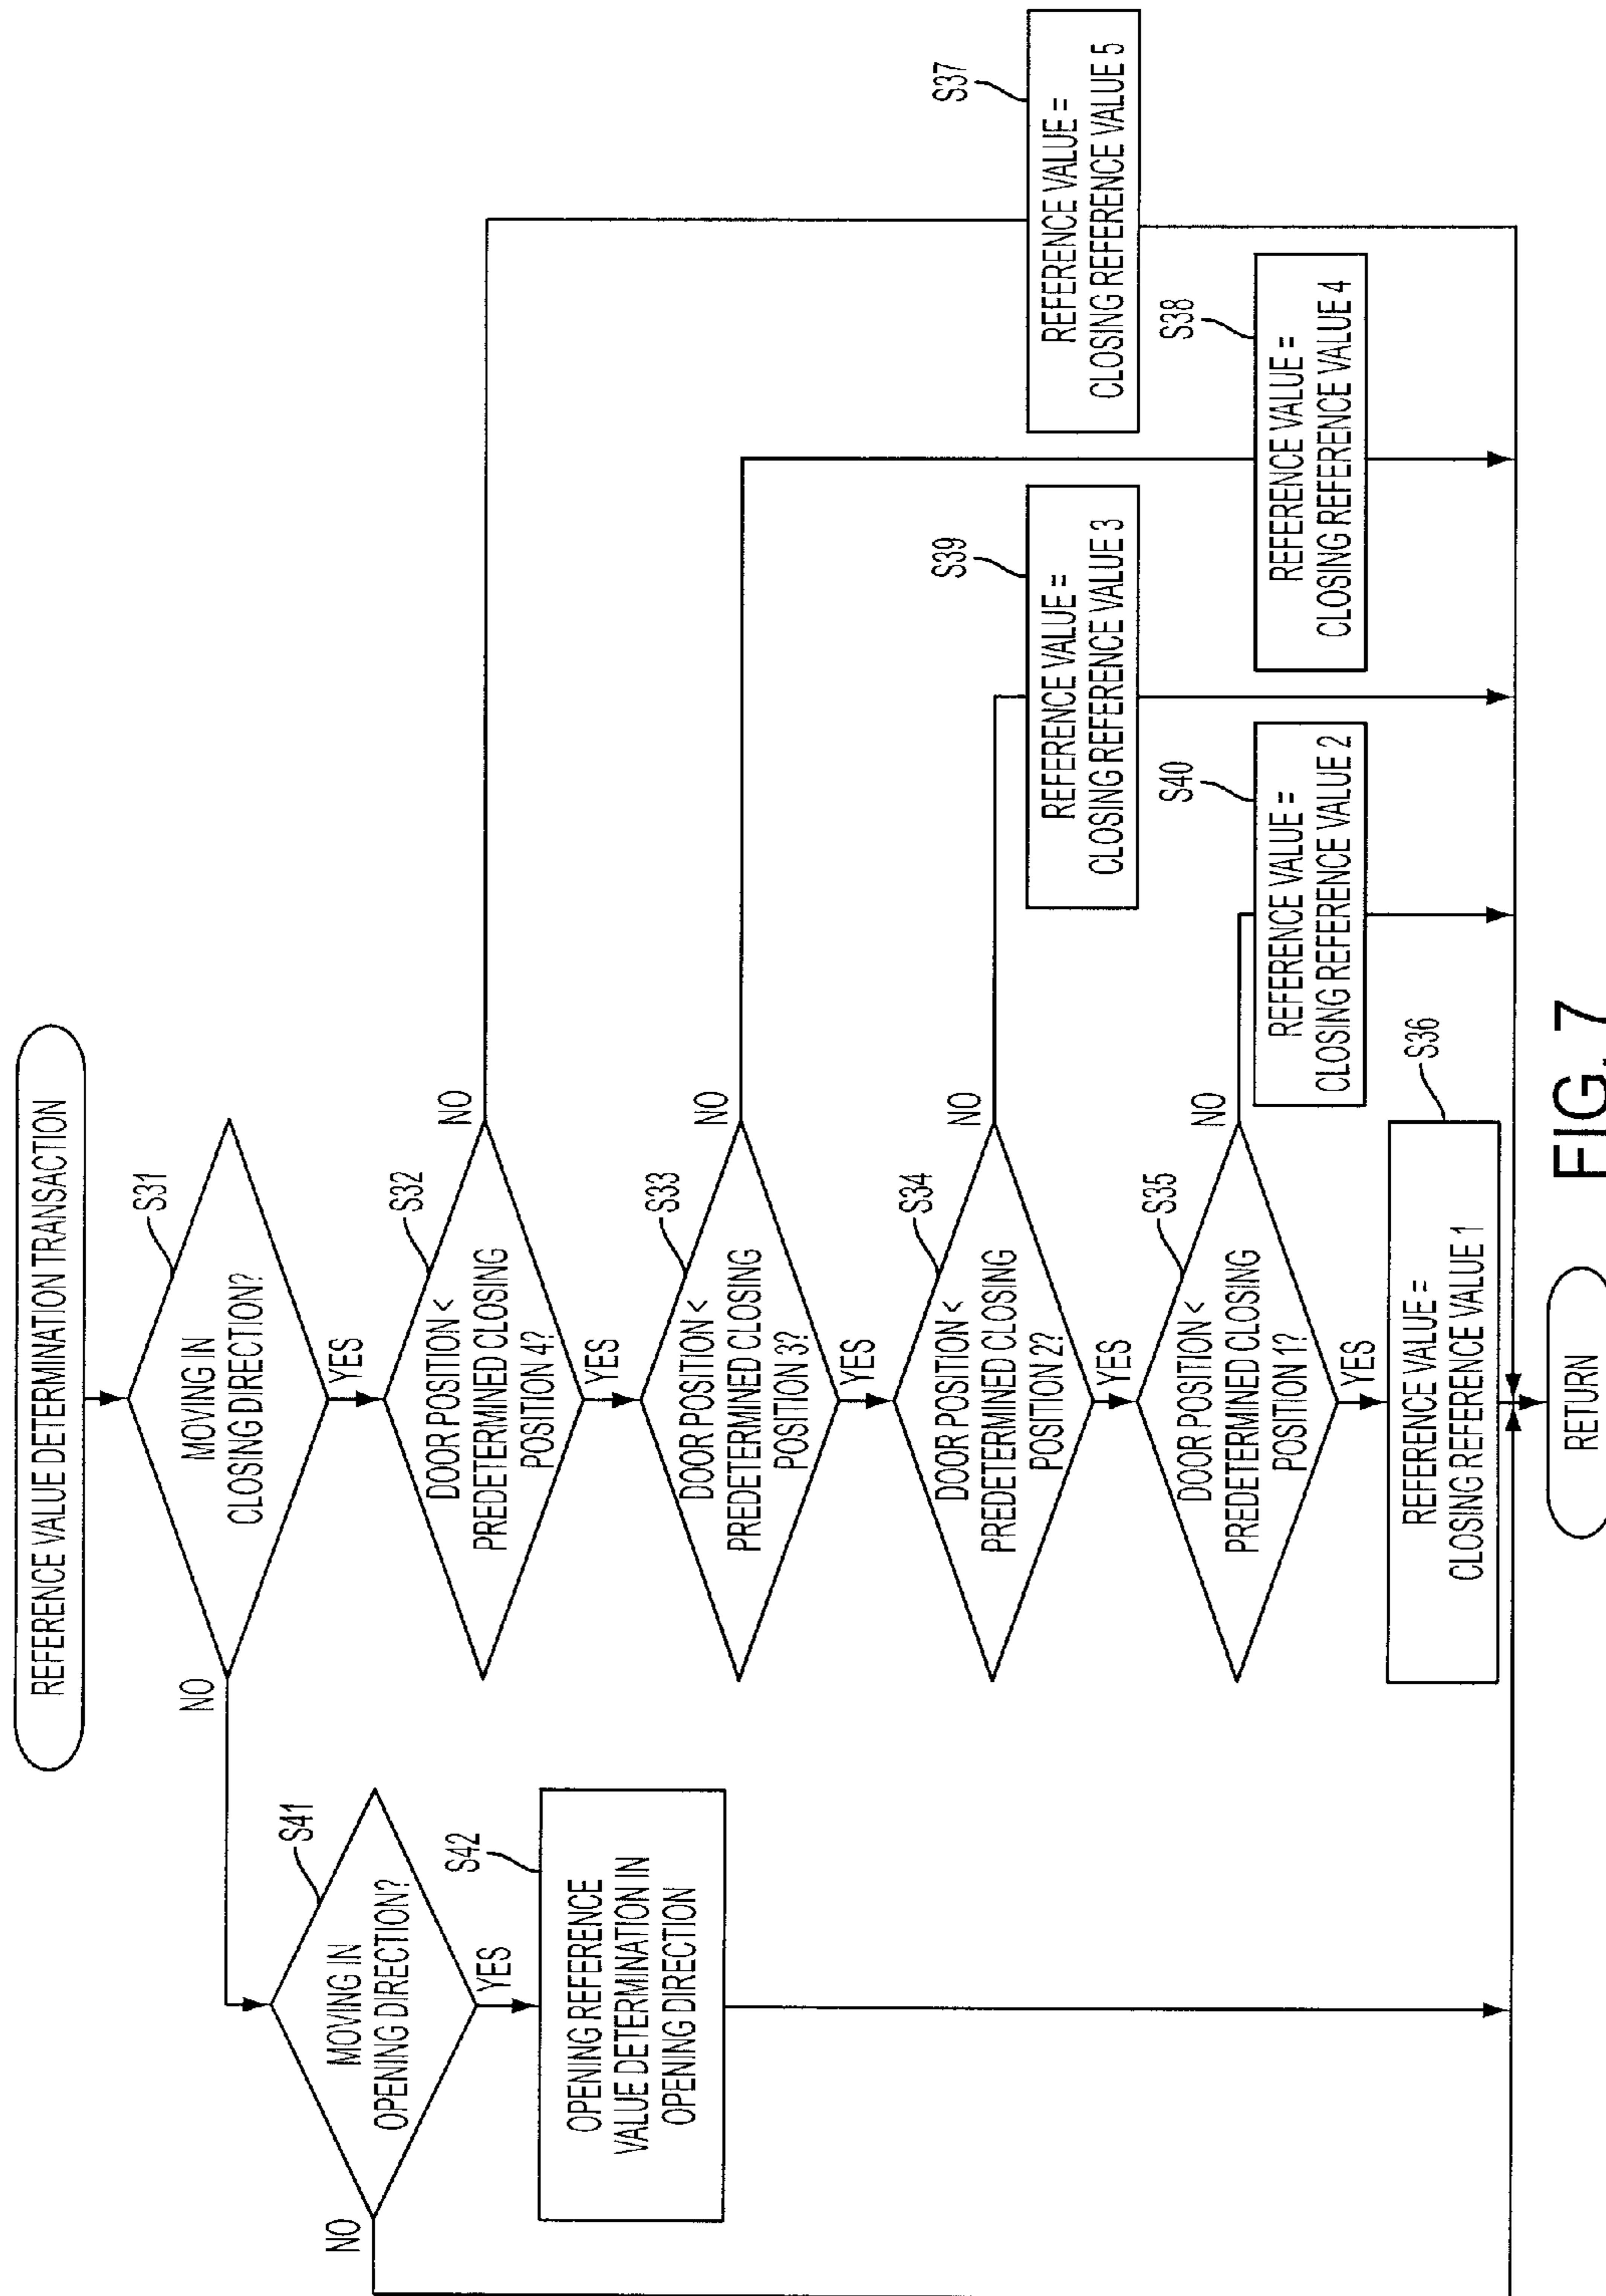 REFERENCE VALUE DETERMINATION TRANSACTION
S31
MOVING IN
CLOSING DIRECTION?
NO
YES
S41
MOVING IN
OPENING DIRECTION?
NO
YES
S42
OPENING REFERENCE
VALUE DETERMINATION IN
OPENING DIRECTION
S32
DOOR POSITION <
PREDETERMINED CLOSING
POSITION 4?
NO
YES
S33
DOOR POSITION <
PREDETERMINED CLOSING
POSITION 3?
NO
YES
S34
DOOR POSITION <
PREDETERMINED CLOSING
POSITION 2?
NO
YES
S35
DOOR POSITION <
PREDETERMINED CLOSING
POSITION 1?
NO
YES
S36
REFERENCE VALUE =
CLOSING REFERENCE VALUE 1
S40
REFERENCE VALUE =
CLOSING REFERENCE VALUE 2
S39
REFERENCE VALUE =
CLOSING REFERENCE VALUE 3
S38
REFERENCE VALUE =
CLOSING REFERENCE VALUE 4
S37
REFERENCE VALUE =
CLOSING REFERENCE VALUE 5
RETURN
FIG. 7